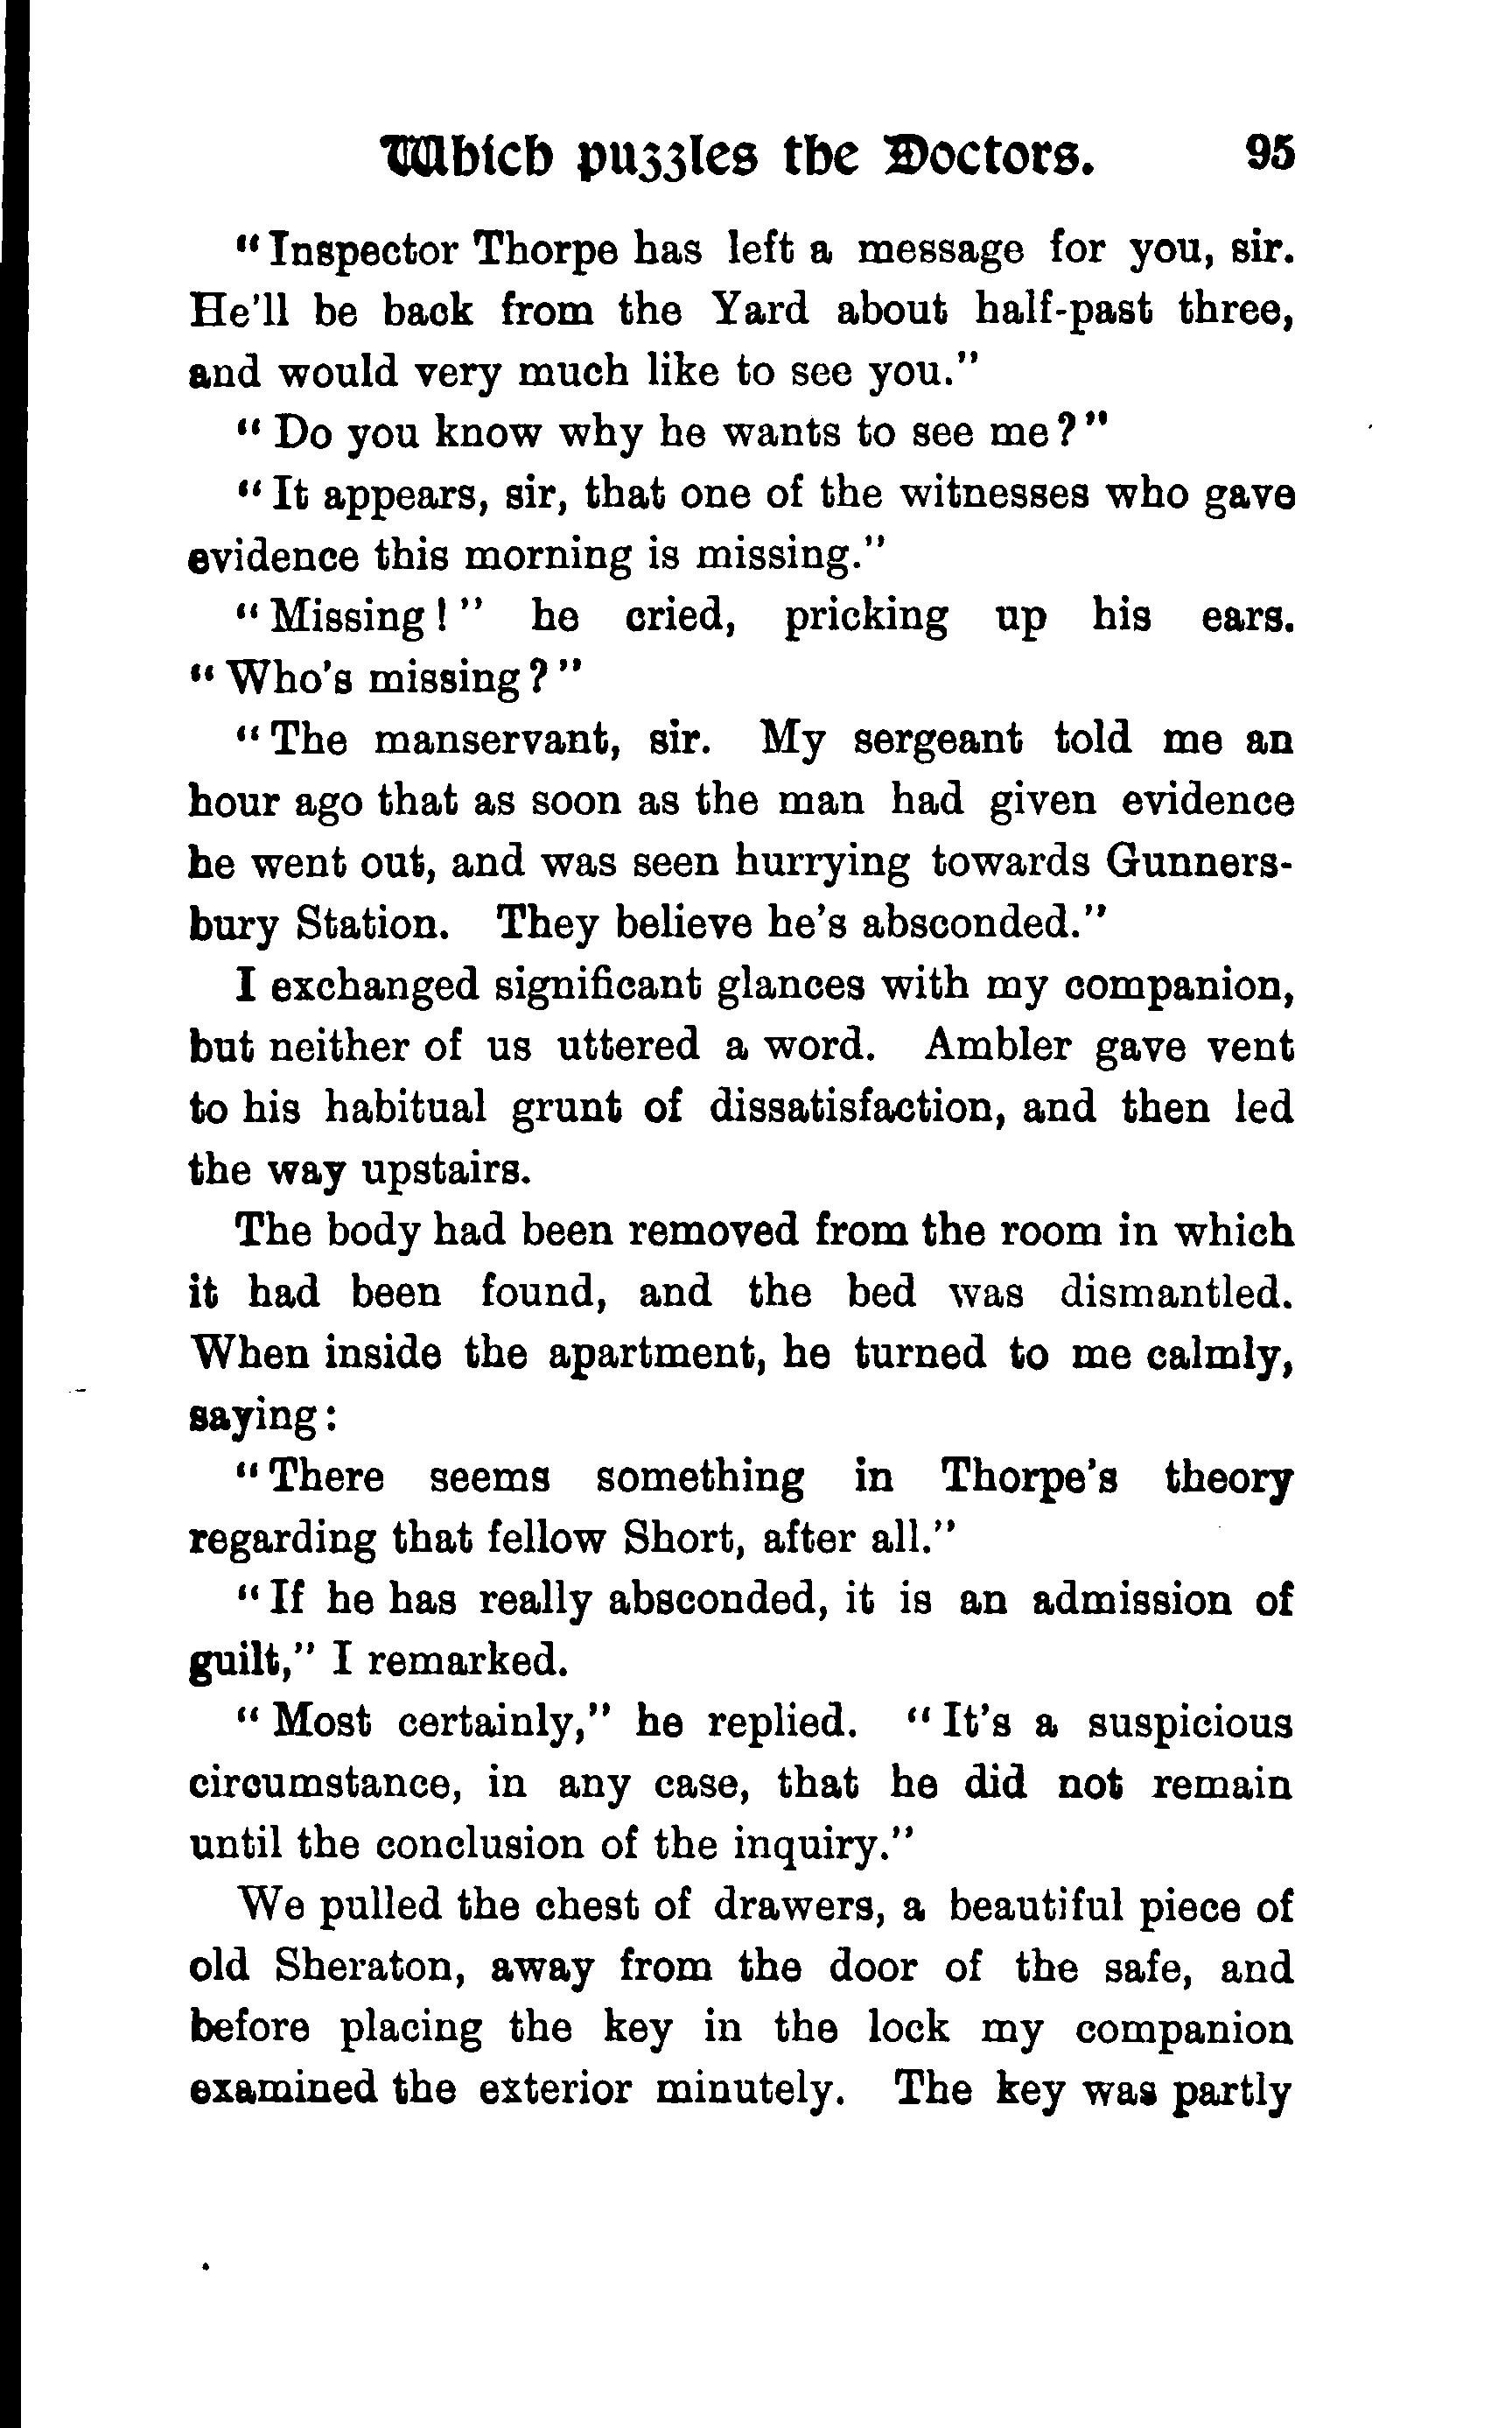 Which puzzles the Doctors. 95
"Inspector Thorpe has left a message for you, sir.
He'll be back from the Yard about half-past three,
and would very much like to see you."
"Do you know why he wants to see me?"
"It appears, sir, that one of the witnesses who gave
evidence this morning is missing."
"Missing!" he cried, pricking up his ears.
"Who's missing?"
"The manservant, sir. My sergeant told me an
hour ago that as soon as the man had given evidence
he went out, and was seen hurrying towards Gunners-
bury Station. They believe he's absconded."
I exchanged significant glances with my companion,
but neither of us uttered a word. Ambler gave vent
to his habitual grunt of dissatisfaction, and then led
the way upstairs.
The body had been removed from the room in which
it had been found, and the bed was dismantled.
When inside the apartment, he turned to me calmly,
saying:
"There seems something in Thorpe's theory
regarding that fellow Short, after all."
"If he has really absconded, it is an admission of
guilt," I remarked.
"Most certainly," he replied. "It's a suspicious
circumstance, in any case, that he did not remain
until the conclusion of the inquiry."
We pulled the chest of drawers, a beautiful piece of
old Sheraton, away from the door of the safe, and
before placing the key in the lock my companion
examined the exterior minutely. The key was partly